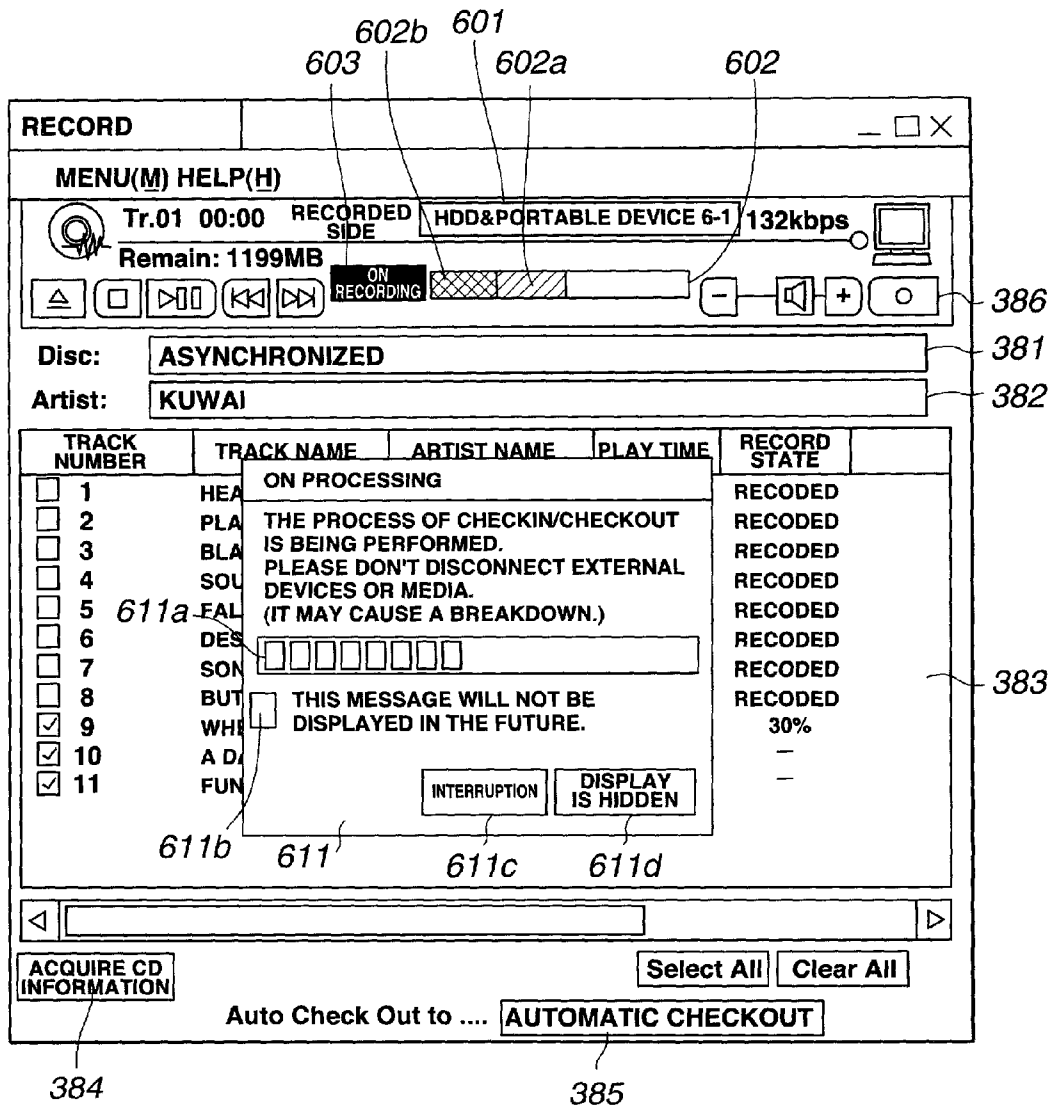 602b 601
603 602a 602
RECORD
MENU(M) HELP(H)
Tr.01 00:00 RECORDED SIDE HDD&PORTABLE DEVICE 6-1 132kbps
Remain: 1199MB
ON RECORDING
- +
386
Disc: ASYNCHRONIZED 381
Artist: KUWAI 382
TRACK NUMBER TRACK NAME ARTIST NAME PLAY TIME RECORD STATE
1 HEA RECODED
2 PLA RECODED
3 BLA RECODED
4 SOU RECODED
5 FAL RECODED
6 DES RECODED
7 SON RECODED
8 BUT RECODED
9 WHE 30%
10 A DA —
11 FUN —
383
ON PROCESSING
THE PROCESS OF CHECKIN/CHECKOUT
IS BEING PERFORMED.
PLEASE DON'T DISCONNECT EXTERNAL
DEVICES OR MEDIA.
(IT MAY CAUSE A BREAKDOWN.)
611a
THIS MESSAGE WILL NOT BE
DISPLAYED IN THE FUTURE.
INTERRUPTION DISPLAY IS HIDDEN
611b 611 611c 611d
ACQUIRE CD INFORMATION Select All Clear All
Auto Check Out to .... AUTOMATIC CHECKOUT
384 385